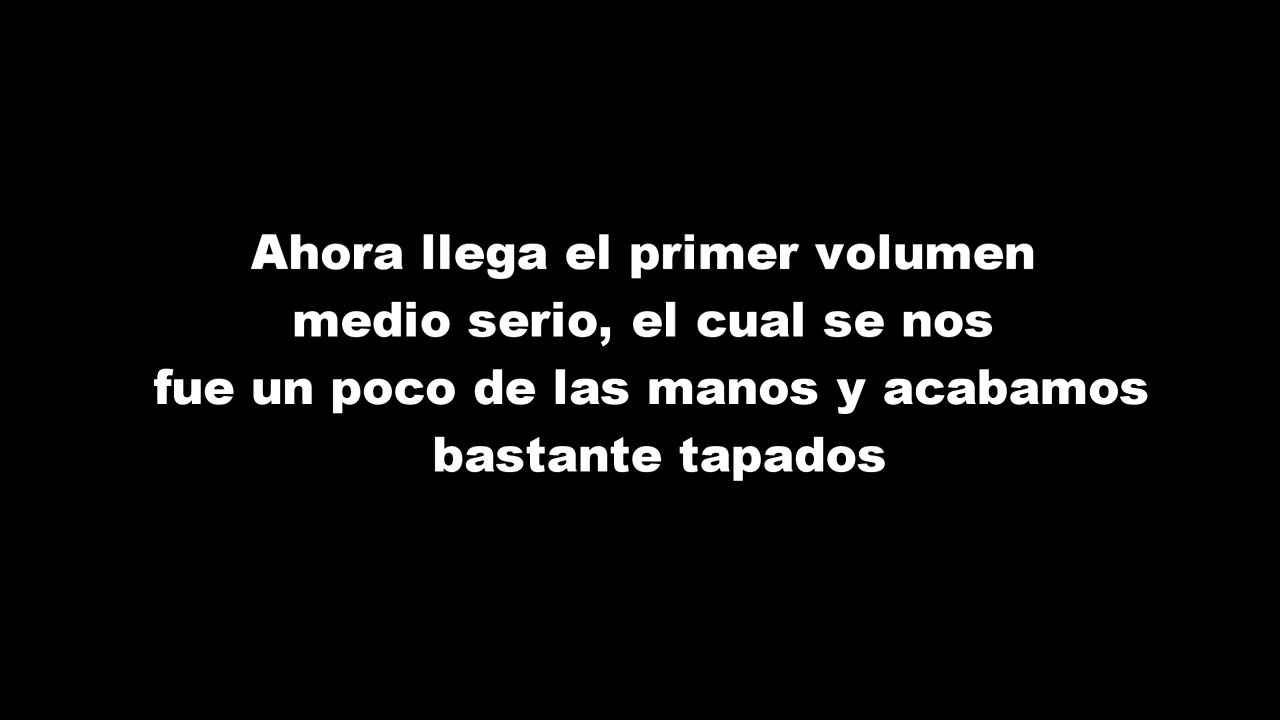 Ahora llega el primer volumen
medio serio, el cual se nos
fue un poco de las manos y acabamos
bastante tapados